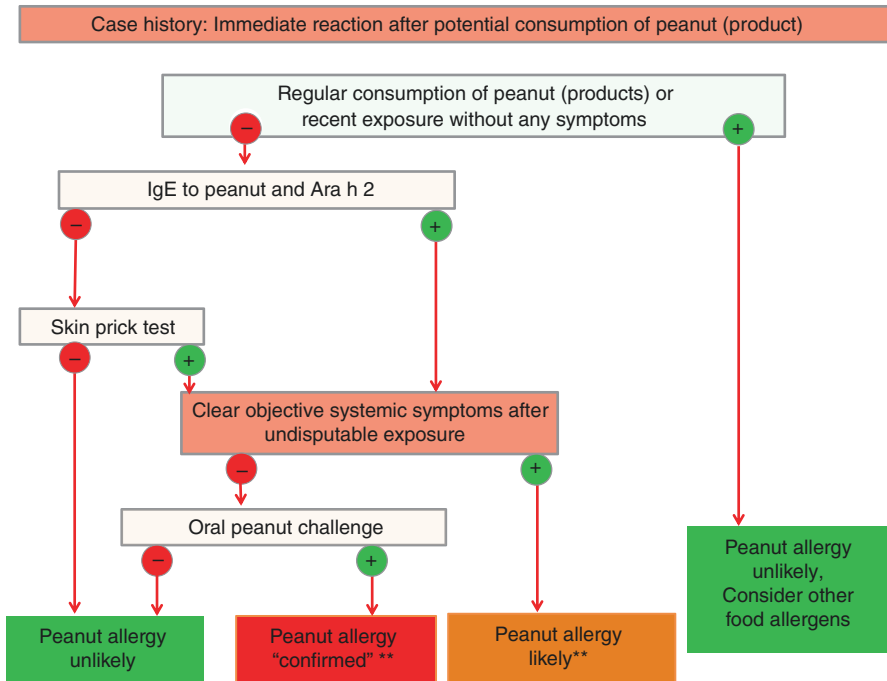 Case history: Immediate reaction after potential consumption of peanut (product)
Regular consumption of peanut (products) or
recent exposure without any symptoms
−
+
IgE to peanut and Ara h 2
−
+
Skin prick test
−
+
Clear objective systemic symptoms after
undisputable exposure
−
+
Oral peanut challenge
−
+
Peanut allergy
unlikely,
Consider other
food allergens
Peanut allergy
unlikely
Peanut allergy
“confirmed” **
Peanut allergy
likely**